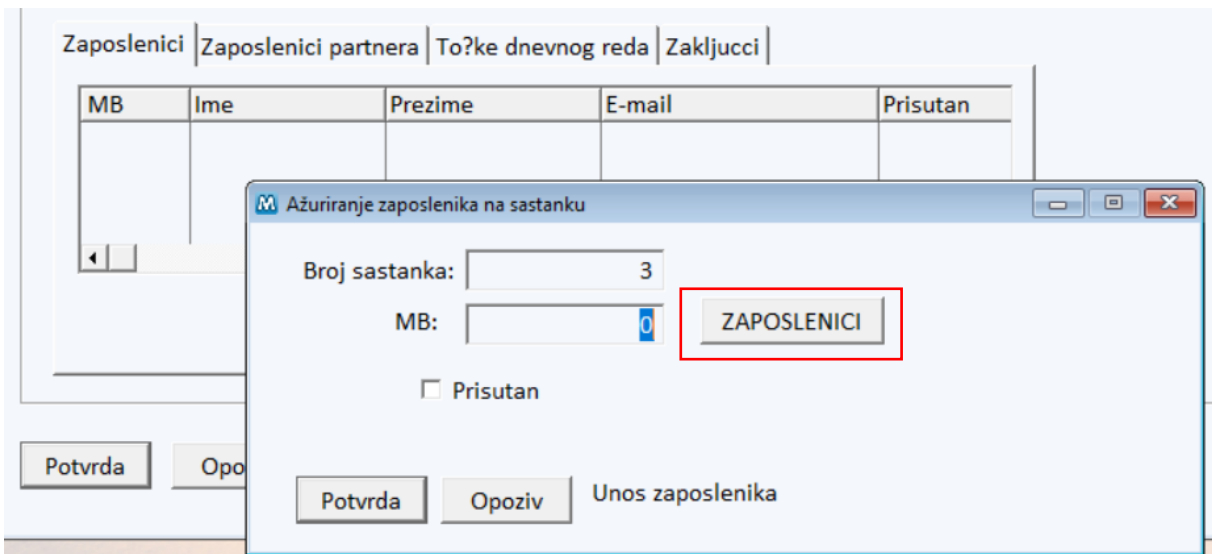 Zaposlenici Zaposlenici partnera To?ke dnevnog reda Zakljucci
MB Ime Prezime E-mail Prisutan
Ažuriranje zaposlenika na sastanku
Broj sastanka: 3
MB: 0 ZAPOSLENICI
Prisutan
Potvrda Opo
Potvrda Opoziv Unos zaposlenika